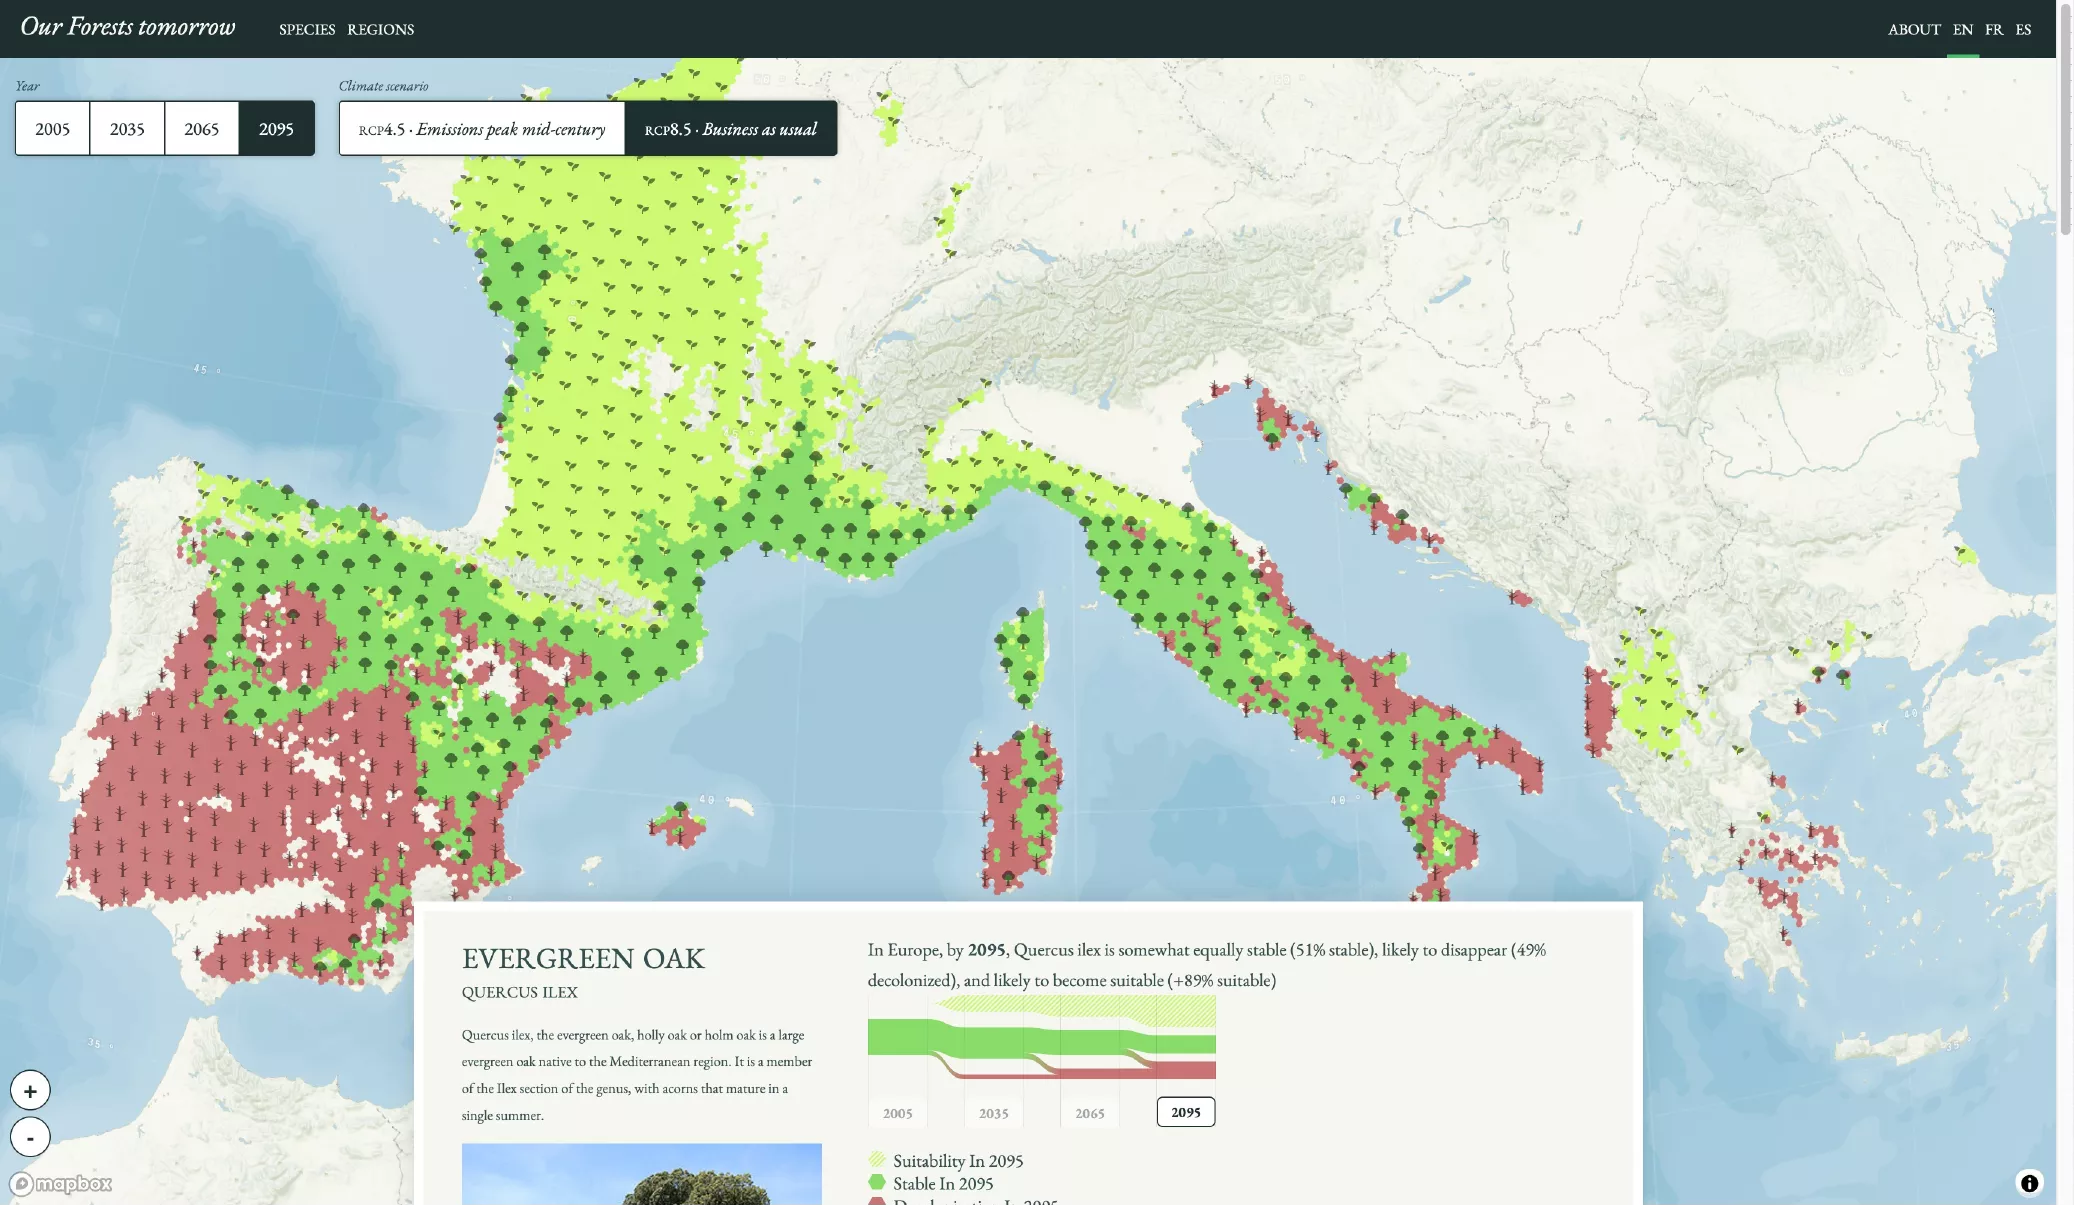 Our Forests tomorrow
SPECIES REGIONS
ABOUT EN FR ES
Year
2005 2035 2065 2095
Climate scenario
RCP4.5 · Emissions peak mid-century
RCP8.5 · Business as usual
45 °
40 °
40 °
40 °
35 °
35 °
+
-
mapbox
EVERGREEN OAK
QUERCUS ILEX
Quercus ilex, the evergreen oak, holly oak or holm oak is a large
evergreen oak native to the Mediterranean region. It is a member
of the Ilex section of the genus, with acorns that mature in a
single summer.
In Europe, by 2095, Quercus ilex is somewhat equally stable (51% stable), likely to disappear (49%
decolonized), and likely to become suitable (+89% suitable)
2005 2035 2065 2095
Suitability In 2095
Stable In 2095